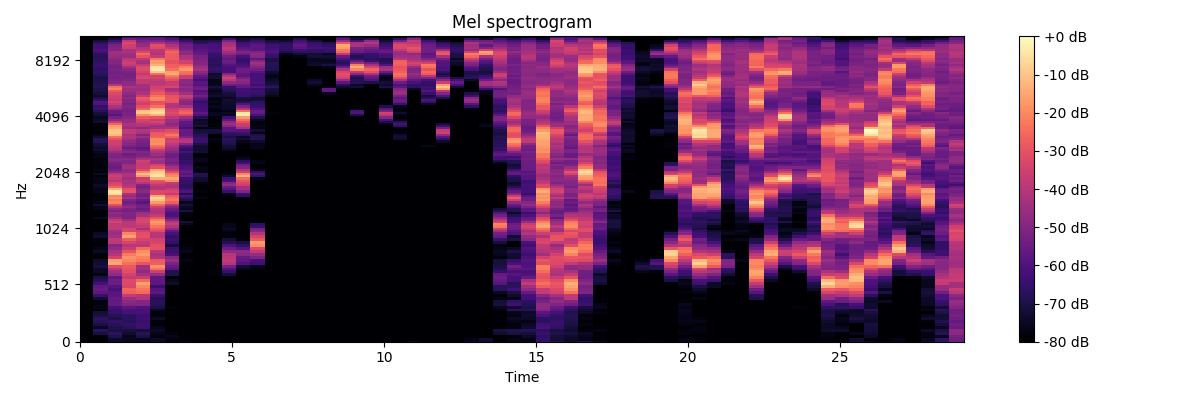 Mel spectrogram
Hz
8192
4096
2048
1024
512
0
0 5 10 15 20 25
Time
+0 dB
-10 dB
-20 dB
-30 dB
-40 dB
-50 dB
-60 dB
-70 dB
-80 dB